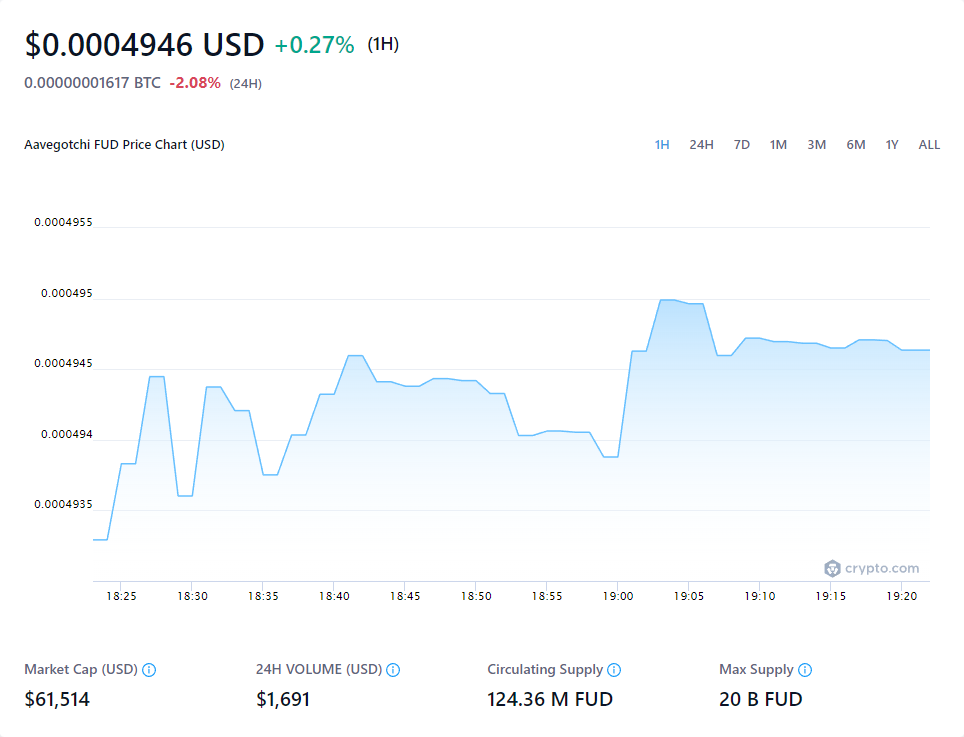 $0.0004946 USD +0.27% (1H)
0.00000001617 BTC -2.08% (24H)
Aavegotchi FUD Price Chart (USD) 1H 24H 7D 1M 3M 6M 1Y ALL
0.0004955
0.000495
0.0004945
0.000494
0.0004935
crypto.com
18:25 18:30 18:35 18:40 18:45 18:50 18:55 19:00 19:05 19:10 19:15 19:20
Market Cap (USD) 24H VOLUME (USD) Circulating Supply Max Supply
$61,514 $1,691 124.36 M FUD 20 B FUD